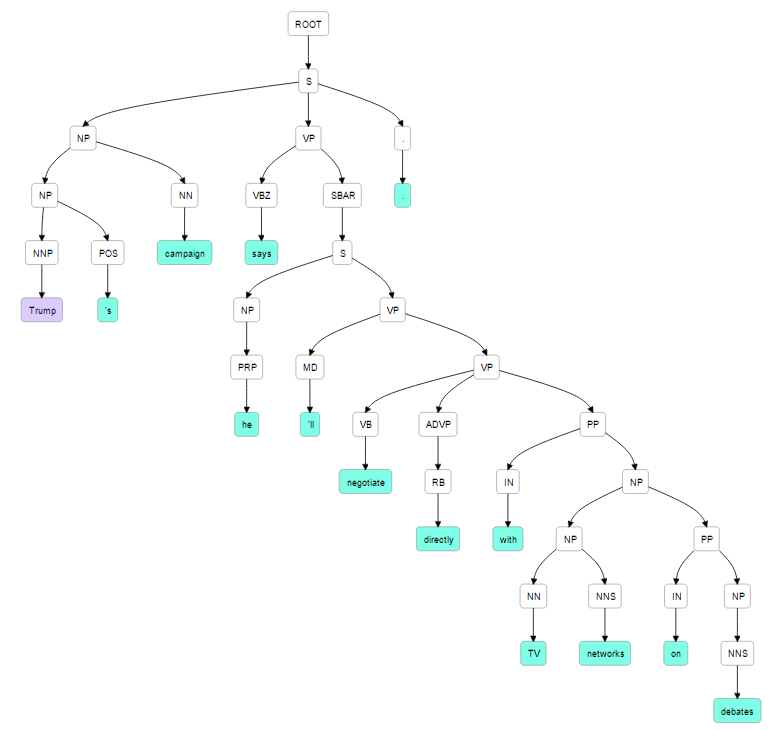 ROOT
S
NP VP .
NP NN VBZ SBAR .
NNP POS campaign says S
Trump 's NP VP
PRP MD VP
he 'll VB ADVP PP
negotiate RB IN NP
directly with NP PP
NN NNS IN NP
TV networks on NNS
debates